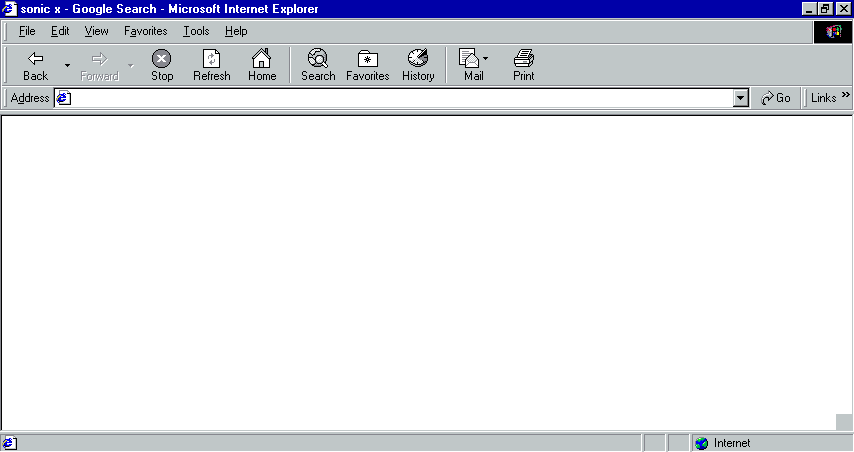 sonic x - Google Search - Microsoft Internet Explorer
File Edit View Favorites Tools Help
Back Forward Stop Refresh Home Search Favorites History Mail Print
Address Go Links »
Internet